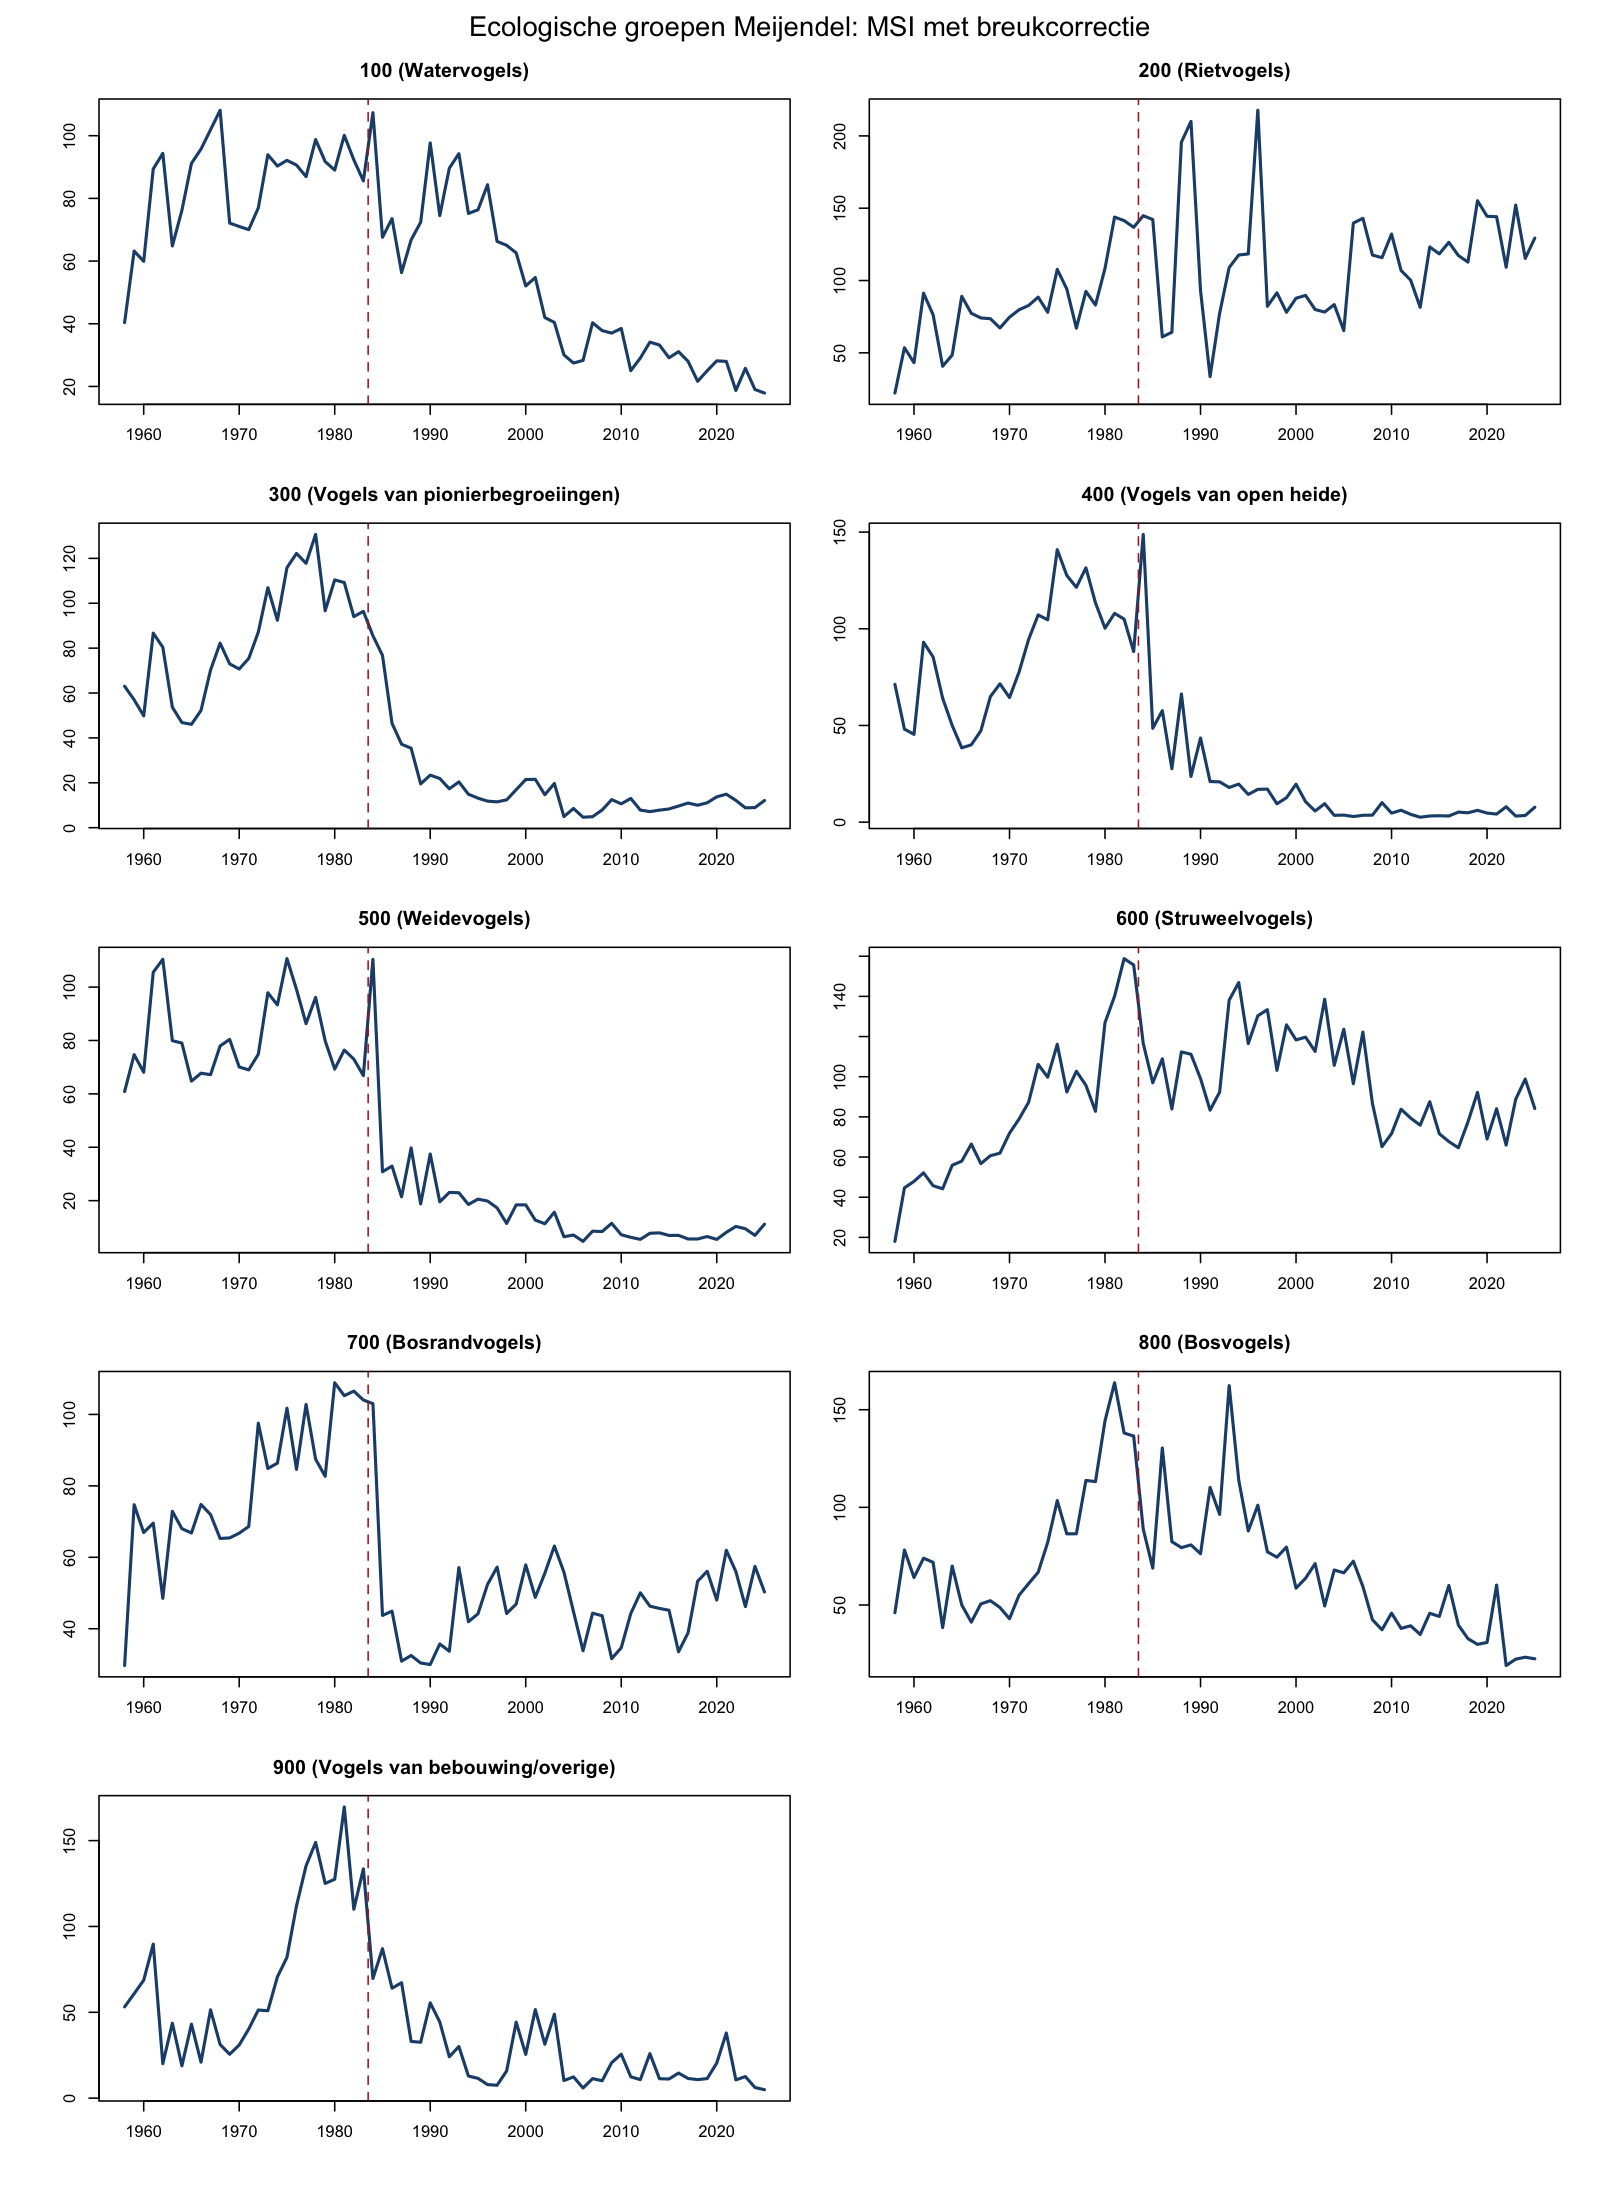 Ecologische groepen Meijendel: MSI met breukcorrectie
100 (Watervogels)
20 40 60 80 100
1960 1970 1980 1990 2000 2010 2020
200 (Rietvogels)
50 100 150 200
1960 1970 1980 1990 2000 2010 2020
300 (Vogels van pionierbegroeiingen)
0 20 40 60 80 100 120
1960 1970 1980 1990 2000 2010 2020
400 (Vogels van open heide)
0 50 100 150
1960 1970 1980 1990 2000 2010 2020
500 (Weidevogels)
20 40 60 80 100
1960 1970 1980 1990 2000 2010 2020
600 (Struweelvogels)
20 40 60 80 100 140
1960 1970 1980 1990 2000 2010 2020
700 (Bosrandvogels)
40 60 80 100
1960 1970 1980 1990 2000 2010 2020
800 (Bosvogels)
50 100 150
1960 1970 1980 1990 2000 2010 2020
900 (Vogels van bebouwing/overige)
0 50 100 150
1960 1970 1980 1990 2000 2010 2020